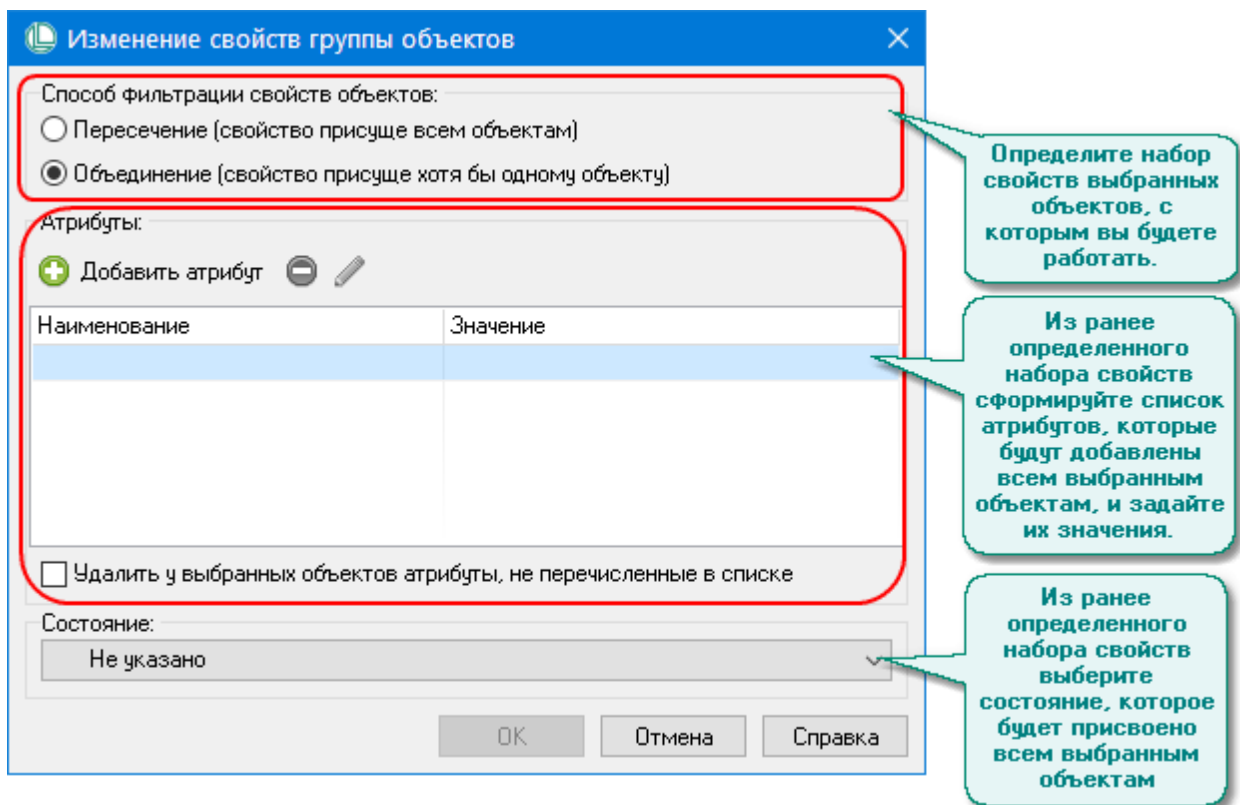 Изменение свойств группы объектов
Способ фильтрации свойств объектов:
Пересечение (свойство присуще всем объектам)
Объединение (свойство присуще хотя бы одному объекту)
Атрибуты:
Добавить атрибут
Наименование Значение
Удалить у выбранных объектов атрибуты, не перечисленные в списке
Состояние:
Не указано
OK Отмена Справка
Определите набор
свойств выбранных
объектов, с
которым вы будете
работать.
Из ранее
определенного
набора свойств
сформируйте список
атрибутов, которые
будут добавлены
всем выбранным
объектам, и задайте
их значения.
Из ранее
определенного
набора свойств
выберите
состояние, которое
будет присвоено
всем выбранным
объектам